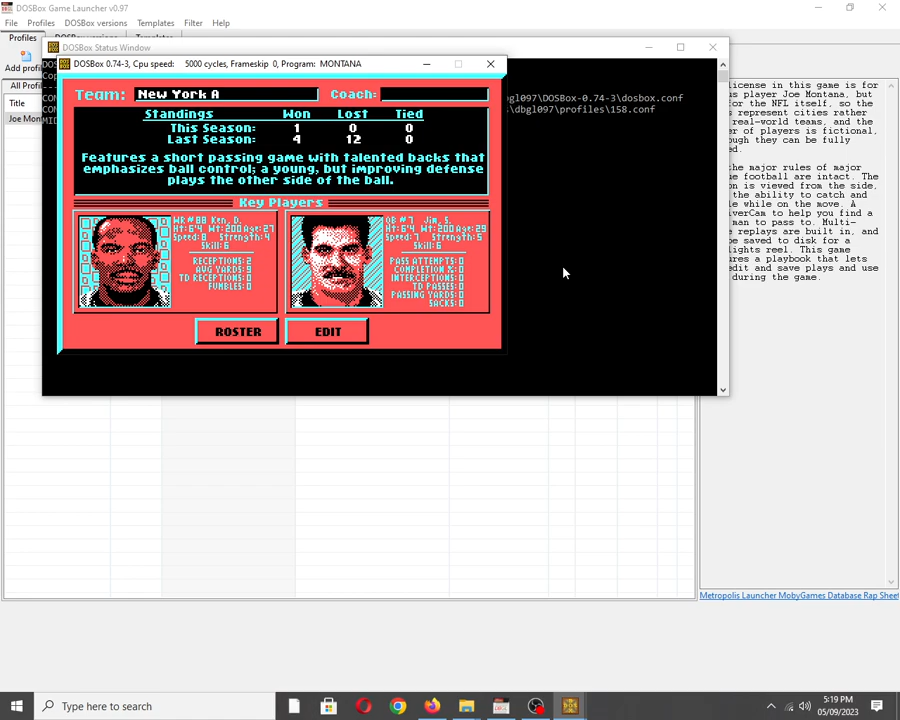 DOSBox Game Launcher v0.97
File Profiles DOSBox versions Templates Filter Help
Profiles
Add profi
All Profi
Title
Joe Mon
DOSBox Status Window
DOSBox 0.74-3, Cpu speed: 5000 cycles, Frameskip 0, Program: MONTANA
gl097\DOSBox-0.74-3\dosbox.conf
\dbgl097\profiles\158.conf
Team: New York A Coach:
Standings Won Lost Tied
This Season: 1 0 0
Last Season: 4 12 0
Features a short passing game with talented backs that
emphasizes ball control; a young, but improving defense
plays the other side of the ball.
Key Players
WR #88 Ken, D.
Ht: 6'4 Wt: 200 Age: 27
Speed: 8 Strength: 4
Skill: 6
RECEPTIONS: 2
AVG YARDS: 9
TD RECEPTIONS: 0
FUMBLES: 0
QB # 7 Jim, S.
Ht: 6'4 Wt: 200 Age: 29
Speed: 7 Strength: 5
Skill: 6
PASS ATTEMPTS: 0
COMPLETION %: 0
INTERCEPTIONS: 0
TD PASSES: 0
PASSING YARDS: 0
SACKS: 0
ROSTER EDIT
license in this game is for
s player Joe Montana, but
for the NFL itself, so the
s represent cities rather
real-world teams, and the
er of players is fictional,
ough they can be fully
ed.
the major rules of major
ue football are intact. The
on is viewed from the side,
the ability to catch and
le while on the move. A
iverCam to help you find a
man to pass to. Multi-
e replays are built in, and
be saved to disk for a
lights reel. This game
ures a playbook that lets
edit and save plays and use
during the game.
Metropolis Launcher MobyGames Database Rap Sheet
Type here to search
5:19 PM
05/09/2023